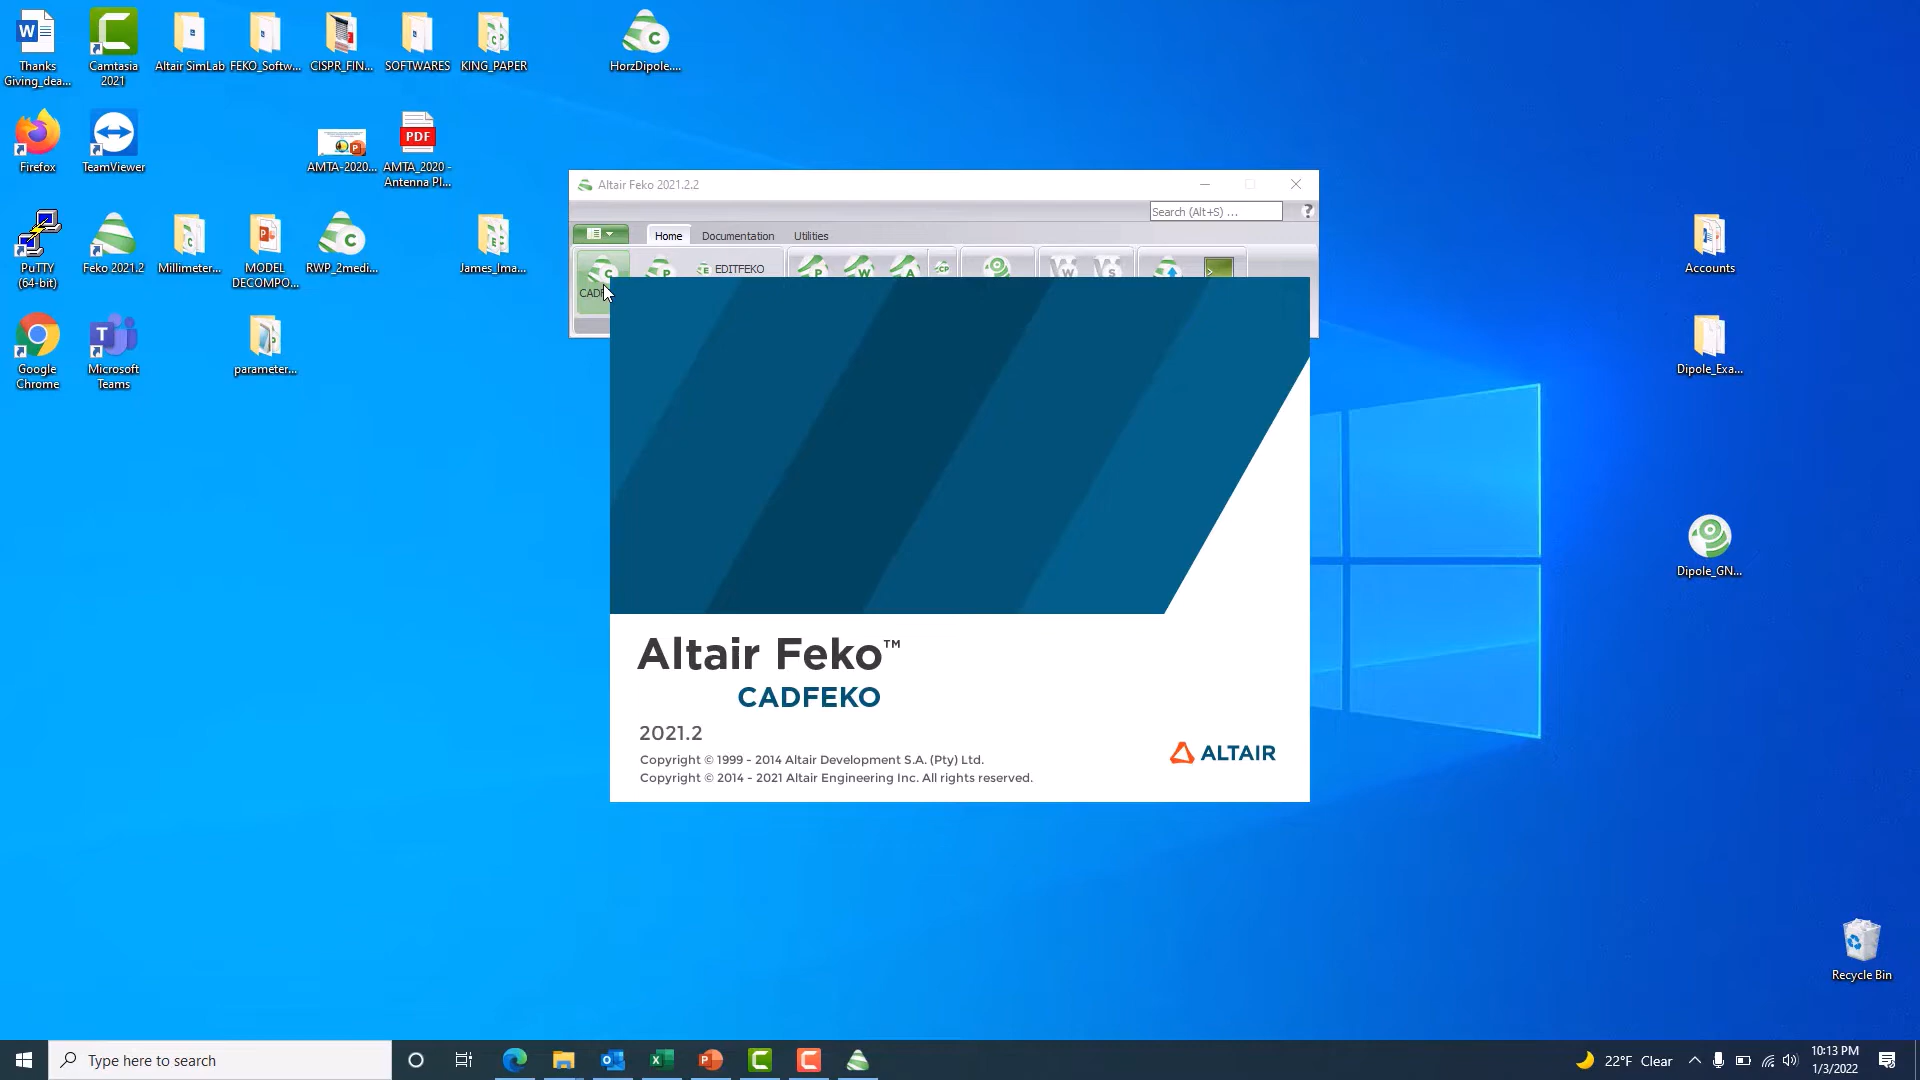 Thanks
Giving_dea...
Camtasia
2021
Altair SimLab
FEKO_Softw...
CISPR_FIN...
SOFTWARES
KING_PAPER
HorzDipole....
Firefox
TeamViewer
AMTA-2020...
PDF
AMTA_2020 -
Antenna Pl...
PuTTY
(64-bit)
Feko 2021.2
Millimeter...
MODEL
DECOMPO...
RWP_2medi...
James_Ima...
Google
Chrome
Microsoft
Teams
parameter...
Accounts
Dipole_Exa...
Dipole_GN...
Recycle Bin
Altair Feko 2021.2.2
Search (Alt+S) ...
Home
Documentation
Utilities
EDITFEKO
Altair Feko™
CADFEKO
2021.2
Copyright © 1999 - 2014 Altair Development S.A. (Pty) Ltd.
Copyright © 2014 - 2021 Altair Engineering Inc. All rights reserved.
ALTAIR
Type here to search
22°F Clear
10:13 PM
1/3/2022